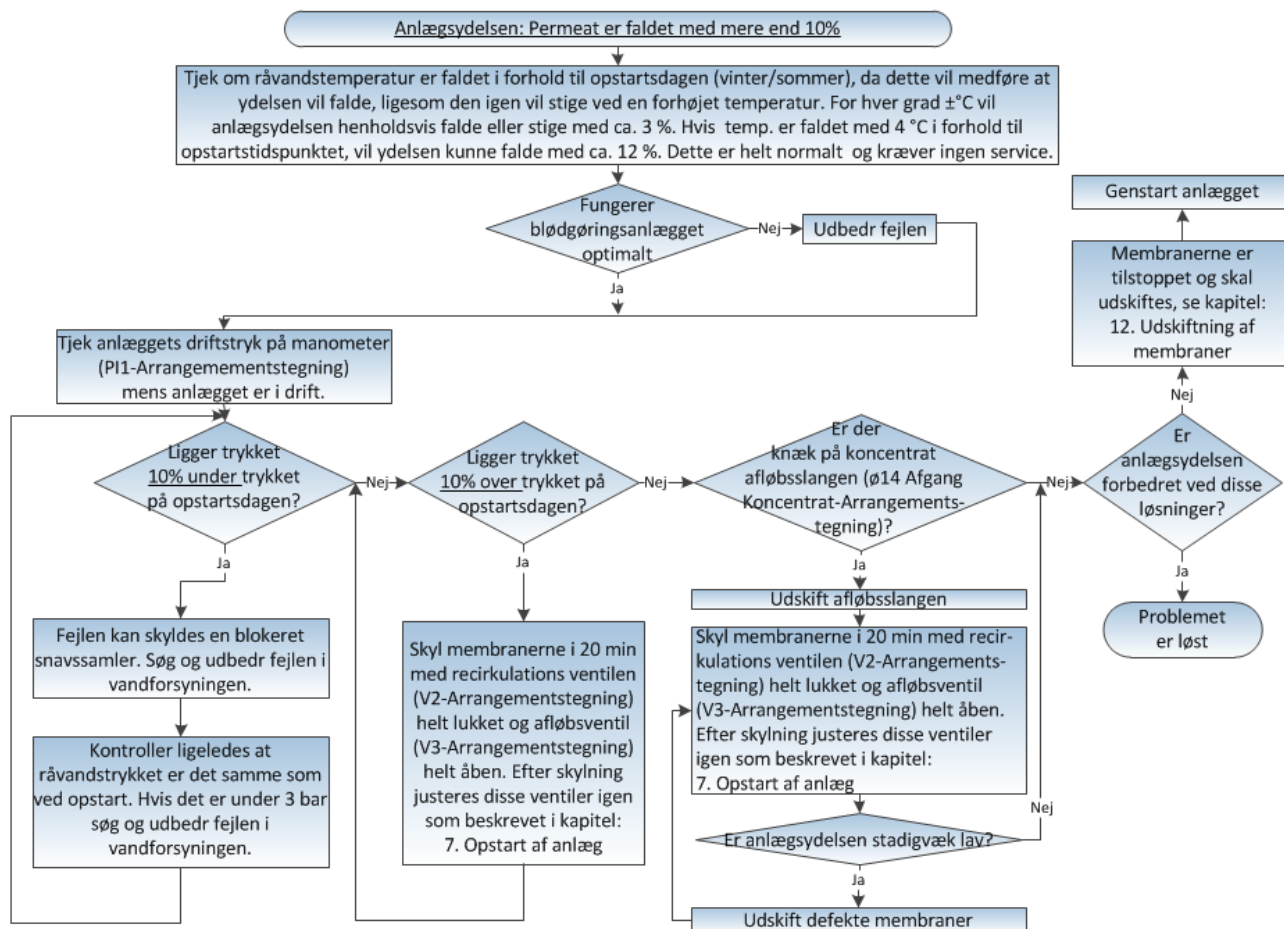 Anlægsydelsen: Permeat er faldet med mere end 10%
Tjek om råvandstemperatur er faldet i forhold til opstartsdagen (vinter/sommer), da dette vil medføre at
ydelsen vil falde, ligesom den igen vil stige ved en forhøjet temperatur. For hver grad ±°C vil
anlægsydelsen henholdsvis falde eller stige med ca. 3 %. Hvis temp. er faldet med 4 °C i forhold til
opstartstidspunktet, vil ydelsen kunne falde med ca. 12 %. Dette er helt normalt og kræver ingen service.
Fungerer
blødgøringsanlægget
optimalt
Nej
Udbedr fejlen
Ja
Tjek anlæggets driftstryk på manometer
(PI1-Arrangemementstegning)
mens anlægget er i drift.
Ligger trykket
10% under trykket
på opstartsdagen?
Nej
Ja
Fejlen kan skyldes en blokeret
snavssamler. Søg og udbedr fejlen i
vandforsyningen.
Kontroller ligeledes at
råvandstrykket er det samme som
ved opstart. Hvis det er under 3 bar
søg og udbedr fejlen i
vandforsyningen.
Ligger trykket
10% over trykket på
opstartsdagen?
Nej
Ja
Skyl membranerne i 20 min
med recirkulations ventilen
(V2-Arrangementstegning)
helt lukket og afløbsventil
(V3-Arrangementstegning)
helt åben. Efter skylning
justeres disse ventiler igen
som beskrevet i kapitel:
7. Opstart af anlæg
Er der
knæk på koncentrat
afløbsslangen (ø14 Afgang
Koncentrat-Arrangements-
tegning)?
Nej
Ja
Udskift afløbsslangen
Skyl membranerne i 20 min med recir-
kulations ventilen (V2-Arrangements-
tegning) helt lukket og afløbsventil
(V3-Arrangementstegning) helt åben.
Efter skylning justeres disse ventiler
igen som beskrevet i kapitel:
7. Opstart af anlæg
Nej
Er anlægsydelsen stadigvæk lav?
Ja
Udskift defekte membraner
Genstart anlægget
Membranerne er
tilstoppet og skal
udskiftes, se kapitel:
12. Udskiftning af
membraner
Nej
Er
anlægsydelsen
forbedret ved disse
løsninger?
Ja
Problemet
er løst